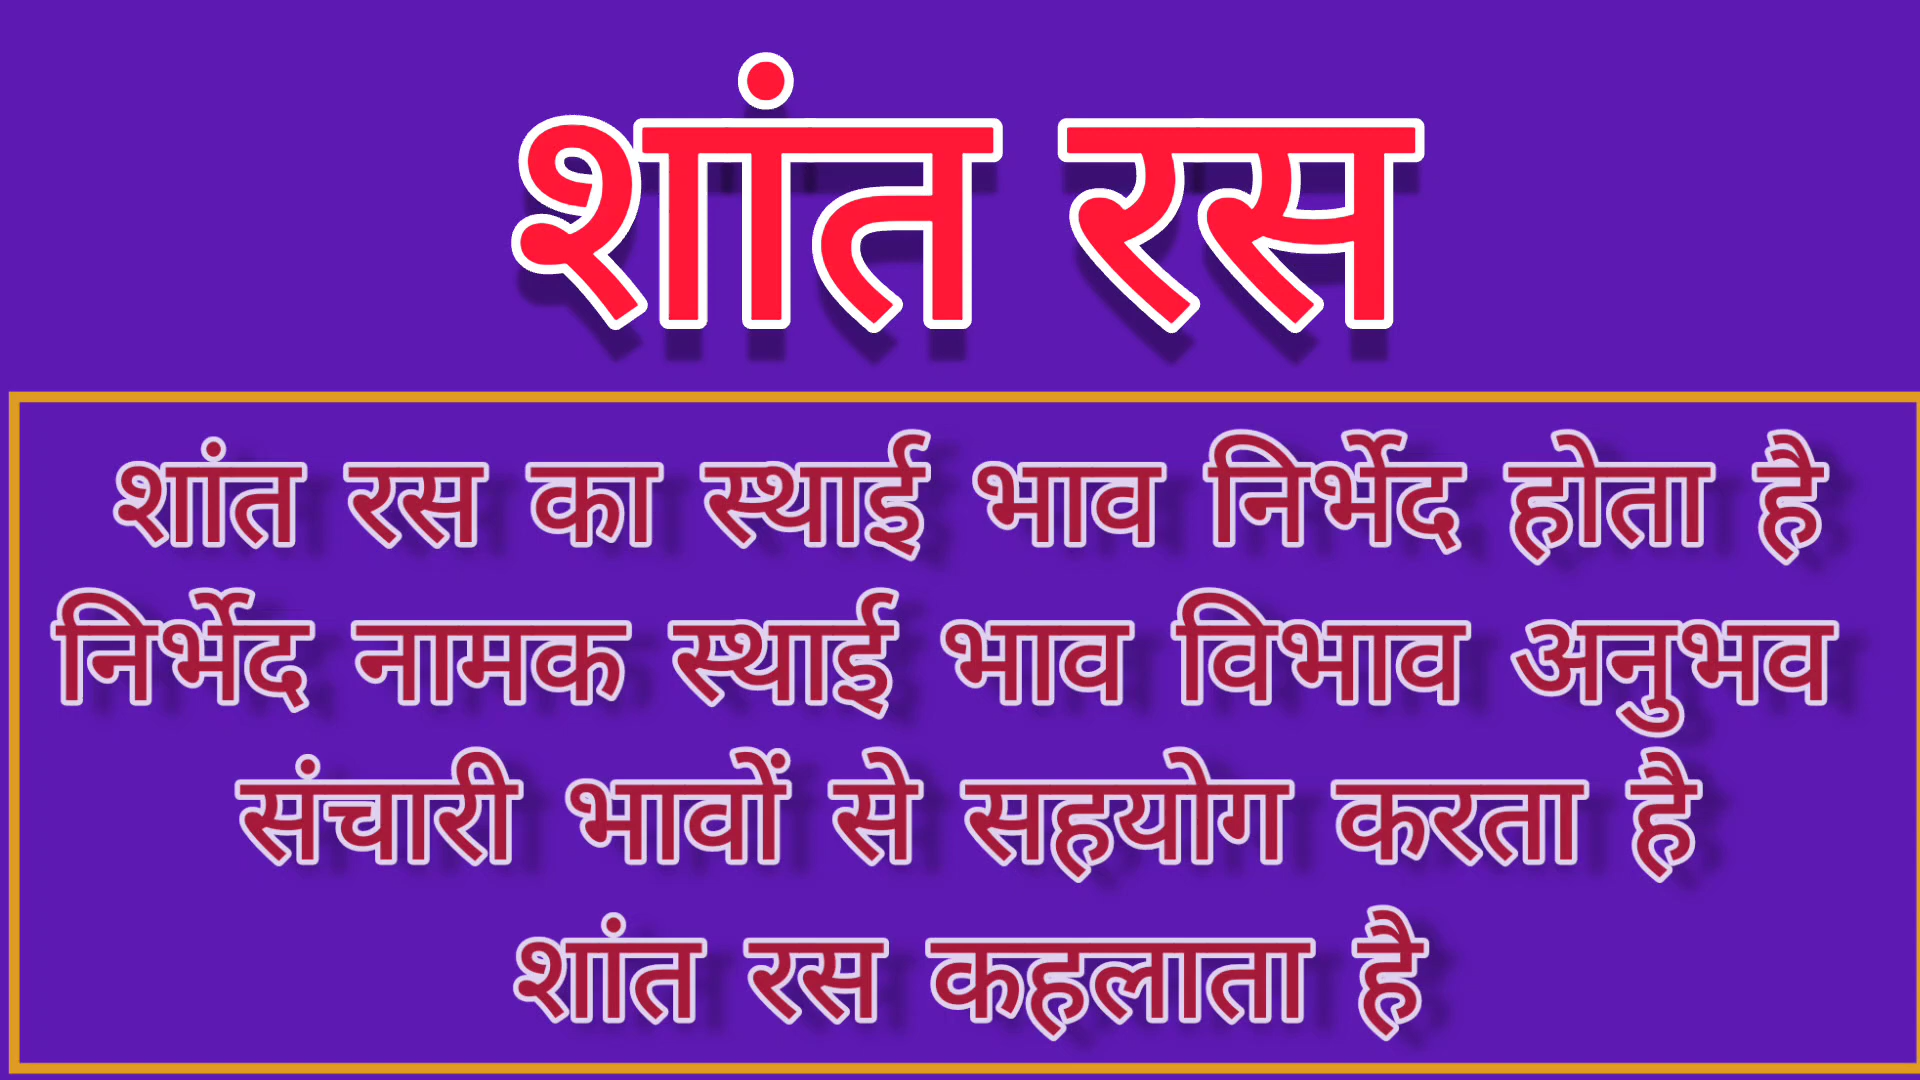 शांत रस
शांत रस का स्थाई भाव निर्भेद होता है
निर्भेद नामक स्थाई भाव विभाव अनुभव
संचारी भावों से सहयोग करता है
शांत रस कहलाता है